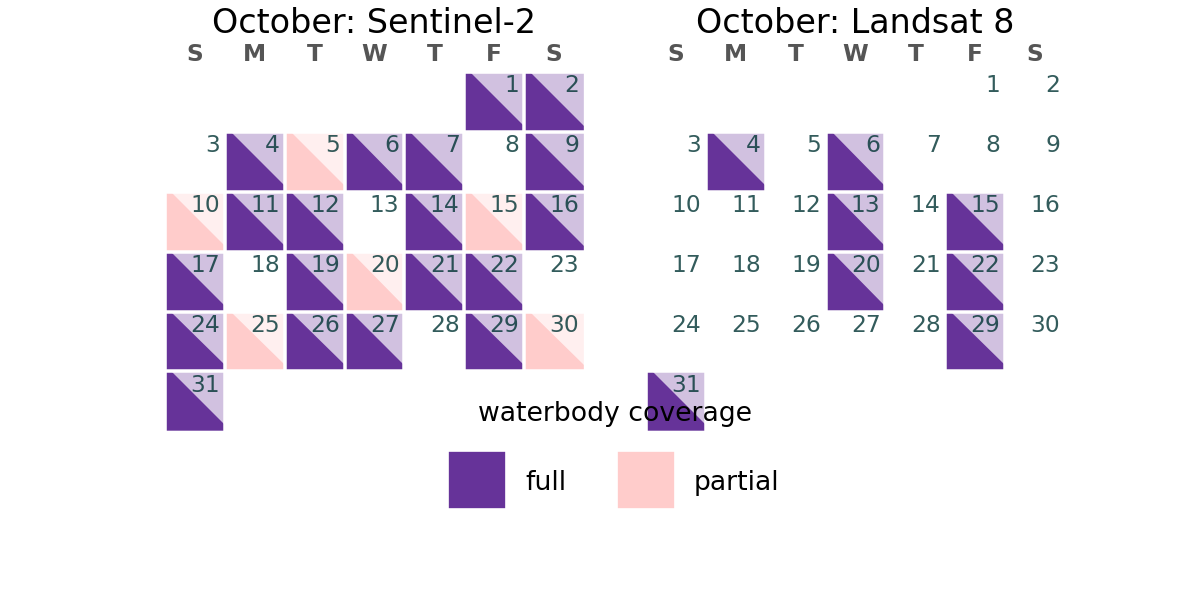 October: Sentinel-2
S M T W T F S
1 2
3 4 5 6 7 8 9
10 11 12 13 14 15 16
17 18 19 20 21 22 23
24 25 26 27 28 29 30
31
October: Landsat 8
S M T W T F S
1 2
3 4 5 6 7 8 9
10 11 12 13 14 15 16
17 18 19 20 21 22 23
24 25 26 27 28 29 30
31
waterbody coverage
full
partial